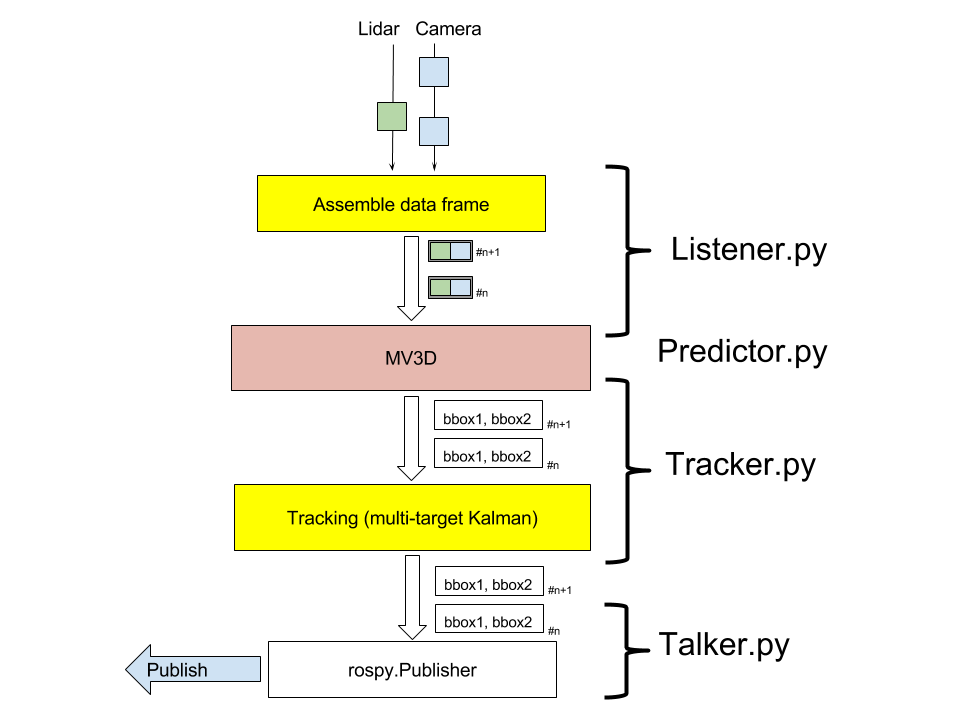 Lidar Camera
Assemble data frame
#n+1
#n
Listener.py
MV3D
Predictor.py
bbox1, bbox2 #n+1
bbox1, bbox2 #n
Tracker.py
Tracking (multi-target Kalman)
bbox1, bbox2 #n+1
bbox1, bbox2 #n
Talker.py
Publish
rospy.Publisher